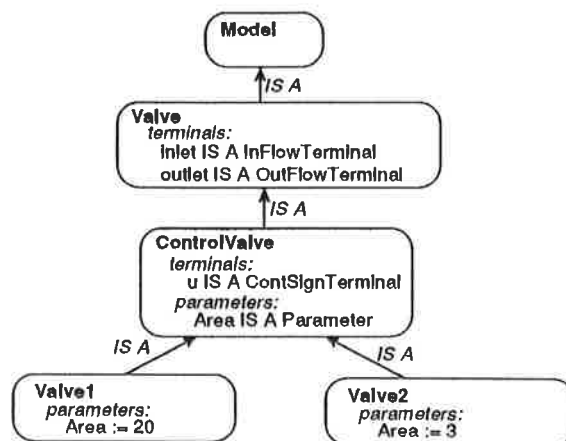 Model
IS A
Valve
terminals:
inlet IS A InFlowTerminal
outlet IS A OutFlowTerminal
IS A
ControlValve
terminals:
u IS A ContSignTerminal
parameters:
Area IS A Parameter
IS A
IS A
Valve1
parameters:
Area := 20
Valve2
parameters:
Area := 3